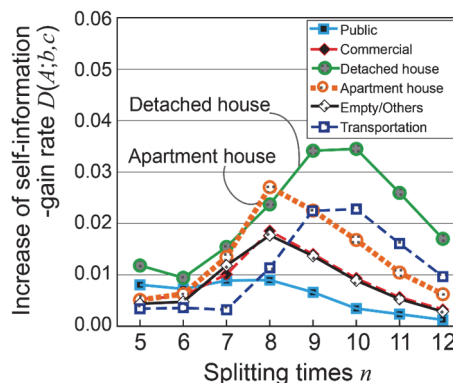 Increase of self-information
-gain rate D(A;b,c)
0.06
0.05
0.04
0.03
0.02
0.01
0.00
Public
Commercial
Detached house
Apartment house
Empty/Others
Transportation
Detached house
Apartment house
5 6 7 8 9 10 11 12
Splitting times n